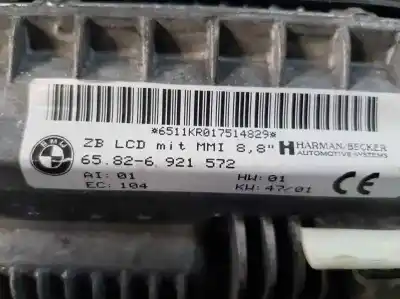 *6511KR017514829*
BMW
ZB LCD mit MMI 8,8"
H HARMAN/BECKER
AUTOMOTIVE SYSTEMS
65.82-6.921 572
AI: 01
HW: 01
EC: 104
KW: 47/01
CE